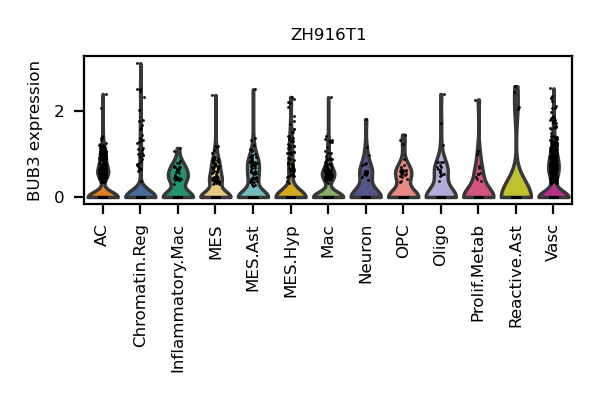 ZH916T1
BUB3 expression
2
0
AC
Chromatin.Reg
Inflammatory.Mac
MES
MES.Ast
MES.Hyp
Mac
Neuron
OPC
Oligo
Prolif.Metab
Reactive.Ast
Vasc